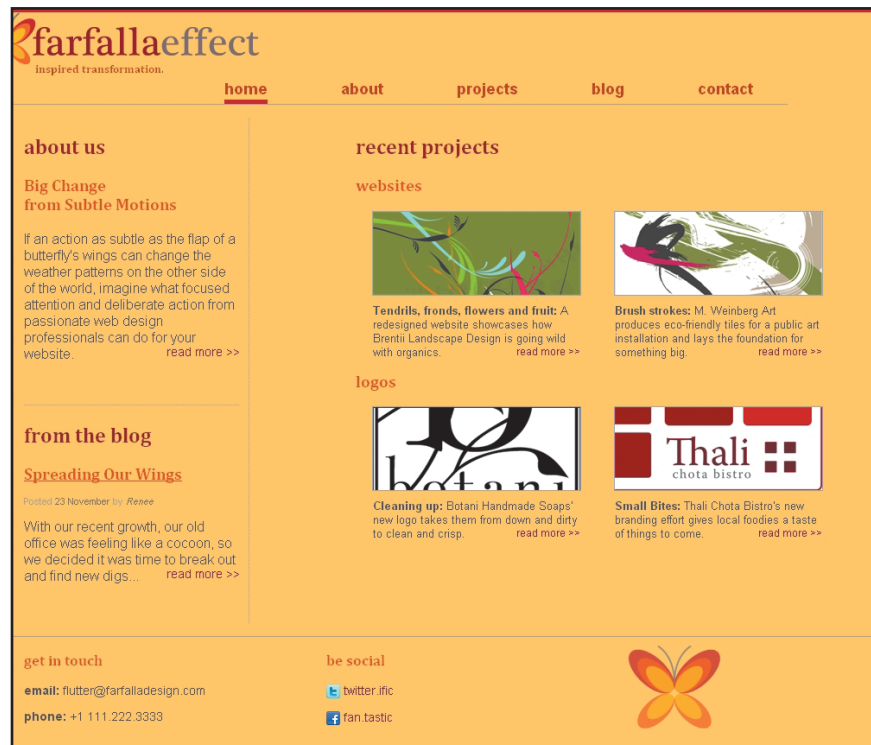 farfallaeffect
inspired transformation.
home about projects blog contact
about us
Big Change
from Subtle Motions
If an action as subtle as the flap of a
butterfly's wings can change the
weather patterns on the other side
of the world, imagine what focused
attention and deliberate action from
passionate web design
professionals can do for your
website. read more >>
from the blog
Spreading Our Wings
Posted 23 November by Renee
With our recent growth, our old
office was feeling like a cocoon, so
we decided it was time to break out
and find new digs... read more >>
recent projects
websites
Tendrils, fronds, flowers and fruit: A
redesigned website showcases how
Brentii Landscape Design is going wild
with organics. read more >>
Brush strokes: M. Weinberg Art
produces eco-friendly tiles for a public art
installation and lays the foundation for
something big. read more >>
logos
B
botani
Cleaning up: Botani Handmade Soaps'
new logo takes them from down and dirty
to clean and crisp. read more >>
Thali
chota bistro
Small Bites: Thali Chota Bistro's new
branding effort gives local foodies a taste
of things to come. read more >>
get in touch
email: flutter@farfalladesign.com
phone: +1 111.222.3333
be social
twitter.ific
fan.tastic